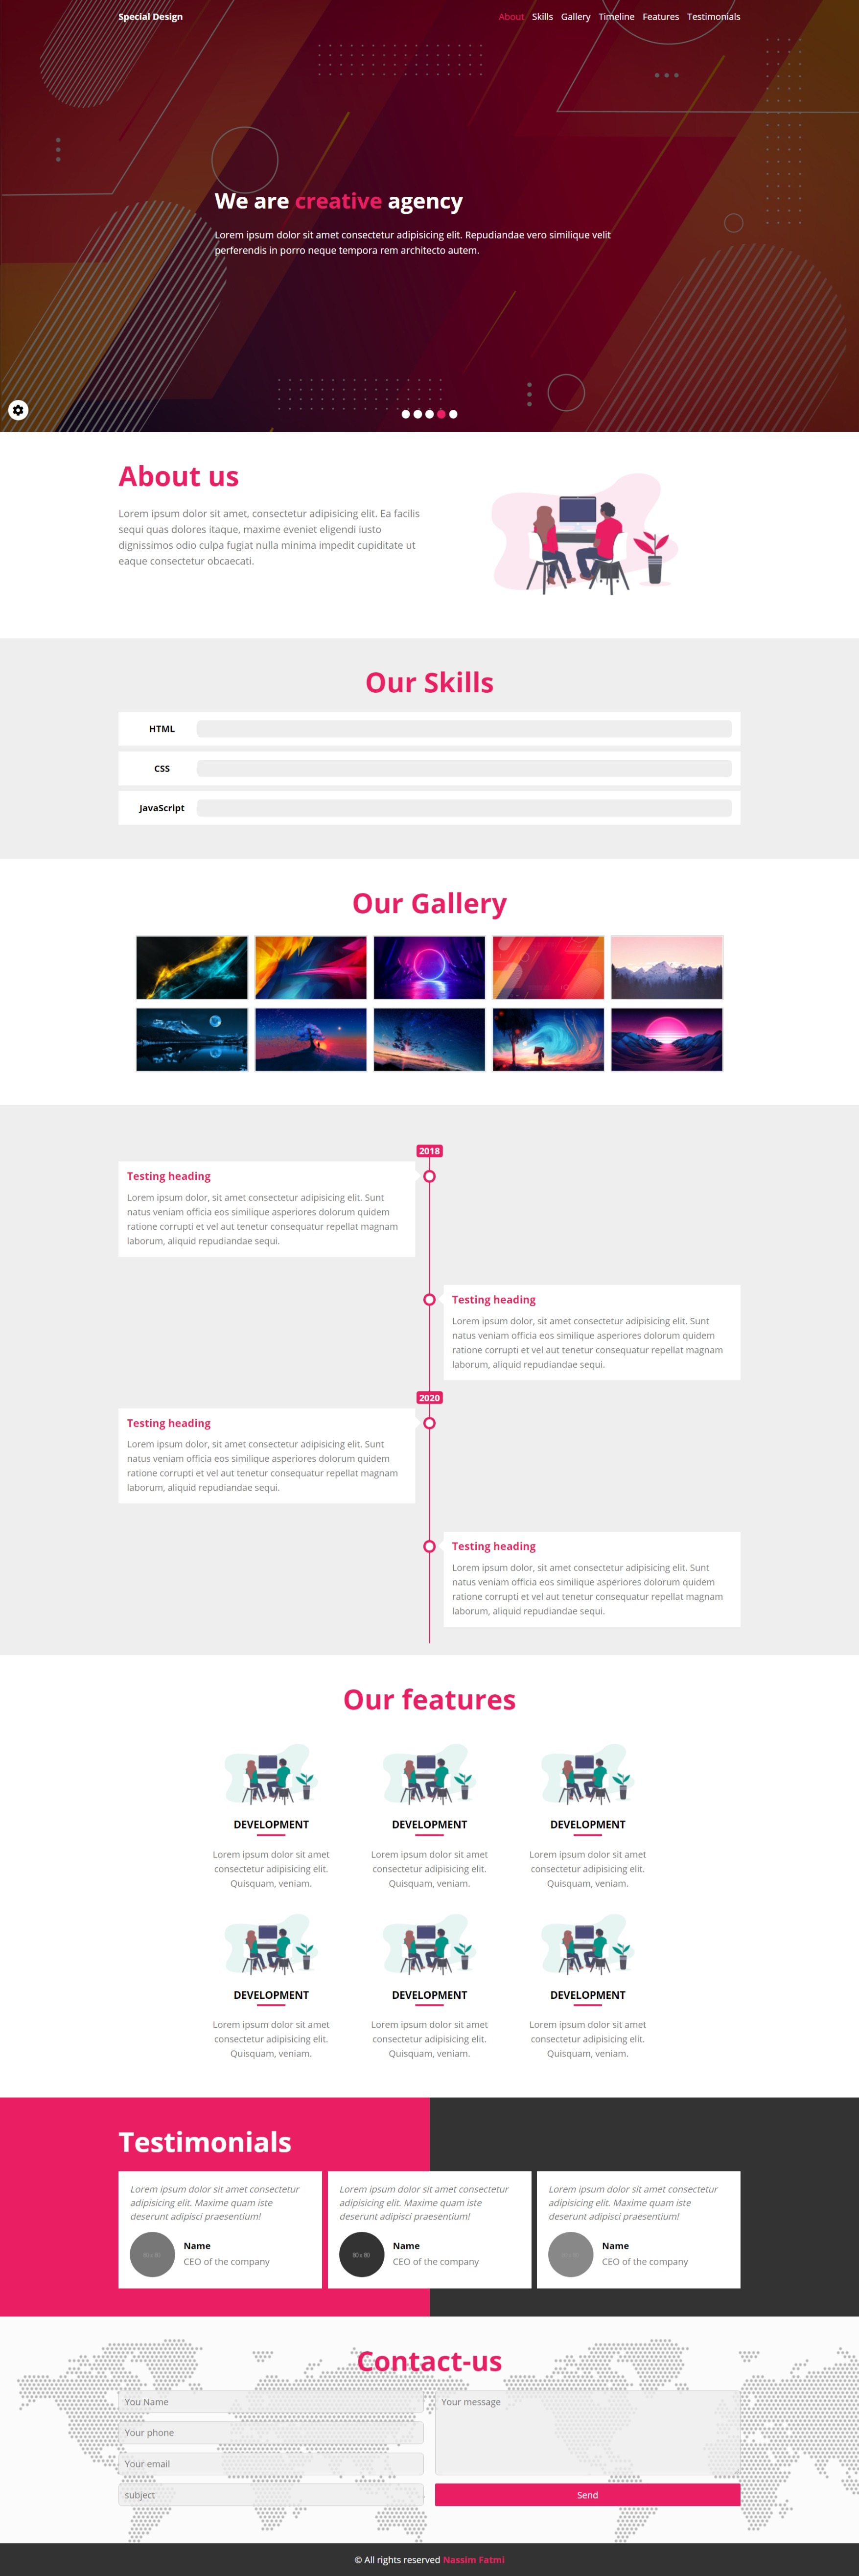 Special Design
About Skills Gallery Timeline Features Testimonials
We are creative agency
Lorem ipsum dolor sit amet consectetur adipisicing elit. Repudiandae vero similique velit
perferendis in porro neque tempora rem architecto autem.
About us
Lorem ipsum dolor sit amet, consectetur adipisicing elit. Ea facilis
sequi quas dolores itaque, maxime eveniet eligendi iusto
dignissimos odio culpa fugiat nulla minima impedit cupiditate ut
eaque consectetur obcaecati.
Our Skills
HTML
CSS
JavaScript
Our Gallery
2018
Testing heading
Lorem ipsum dolor, sit amet consectetur adipisicing elit. Sunt
natus veniam officia eos similique asperiores dolorum quidem
ratione corrupti et vel aut tenetur consequatur repellat magnam
laborum, aliquid repudiandae sequi.
Testing heading
Lorem ipsum dolor, sit amet consectetur adipisicing elit. Sunt
natus veniam officia eos similique asperiores dolorum quidem
ratione corrupti et vel aut tenetur consequatur repellat magnam
laborum, aliquid repudiandae sequi.
2020
Testing heading
Lorem ipsum dolor, sit amet consectetur adipisicing elit. Sunt
natus veniam officia eos similique asperiores dolorum quidem
ratione corrupti et vel aut tenetur consequatur repellat magnam
laborum, aliquid repudiandae sequi.
Testing heading
Lorem ipsum dolor, sit amet consectetur adipisicing elit. Sunt
natus veniam officia eos similique asperiores dolorum quidem
ratione corrupti et vel aut tenetur consequatur repellat magnam
laborum, aliquid repudiandae sequi.
Our features
DEVELOPMENT
Lorem ipsum dolor sit amet
consectetur adipisicing elit.
Quisquam, veniam.
DEVELOPMENT
Lorem ipsum dolor sit amet
consectetur adipisicing elit.
Quisquam, veniam.
DEVELOPMENT
Lorem ipsum dolor sit amet
consectetur adipisicing elit.
Quisquam, veniam.
DEVELOPMENT
Lorem ipsum dolor sit amet
consectetur adipisicing elit.
Quisquam, veniam.
DEVELOPMENT
Lorem ipsum dolor sit amet
consectetur adipisicing elit.
Quisquam, veniam.
DEVELOPMENT
Lorem ipsum dolor sit amet
consectetur adipisicing elit.
Quisquam, veniam.
Testimonials
Lorem ipsum dolor sit amet consectetur
adipisicing elit. Maxime quam iste
deserunt adipisci praesentium!
80 x 80
Name
CEO of the company
Lorem ipsum dolor sit amet consectetur
adipisicing elit. Maxime quam iste
deserunt adipisci praesentium!
80 x 80
Name
CEO of the company
Lorem ipsum dolor sit amet consectetur
adipisicing elit. Maxime quam iste
deserunt adipisci praesentium!
Name
CEO of the company
Contact-us
You Name
Your phone
Your email
subject
Your message
Send
© All rights reserved Nassim Fatmi